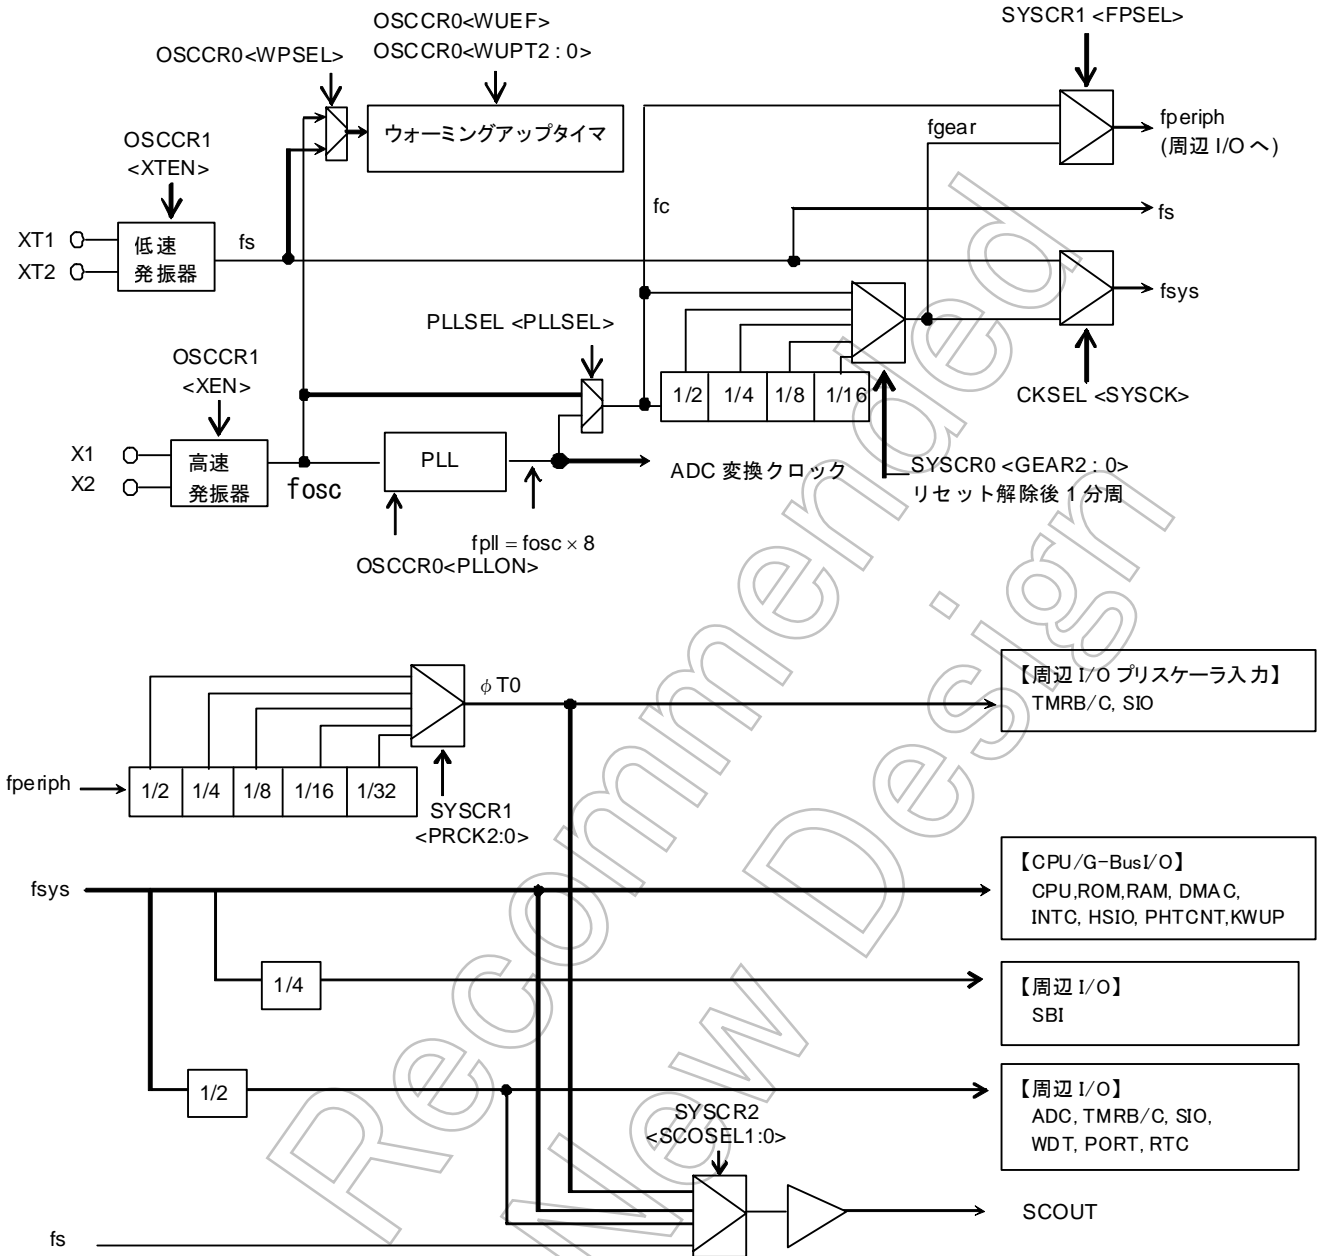 SYSCR1 <FPSEL>
OSCCR0<WUEF>
OSCCR0<WUPT2 : 0>
OSCCR0<WPSEL>
ウォーミングアップタイマ
fperiph
(周辺 I/O へ)
fgear
OSCCR1
<XTEN>
fc
fs
XT1
XT2
低速
発振器
fs
fsys
PLLSEL <PLLSEL>
OSCCR1
<XEN>
1/2
1/4
1/8
1/16
CKSEL <SYSCK>
X1
X2
高速
発振器
fosc
PLL
ADC 変換クロック
SYSCR0 <GEAR2 : 0>
リセット解除後 1 分周
fpll = fosc × 8
OSCCR0<PLLON>
φT0
【周辺 I/O プリスケーラ入力】
TMRB/C, SIO
fperiph
1/2
1/4
1/8
1/16
1/32
SYSCR1
<PRCK2:0>
fsys
【CPU/G-BusI/O】
CPU,ROM,RAM, DMAC,
INTC, HSIO, PHTCNT,KWUP
1/4
【周辺 I/O】
SBI
1/2
【周辺 I/O】
ADC, TMRB/C, SIO,
WDT, PORT, RTC
SYSCR2
<SCOSEL1:0>
SCOUT
fs
Recommended
New Design